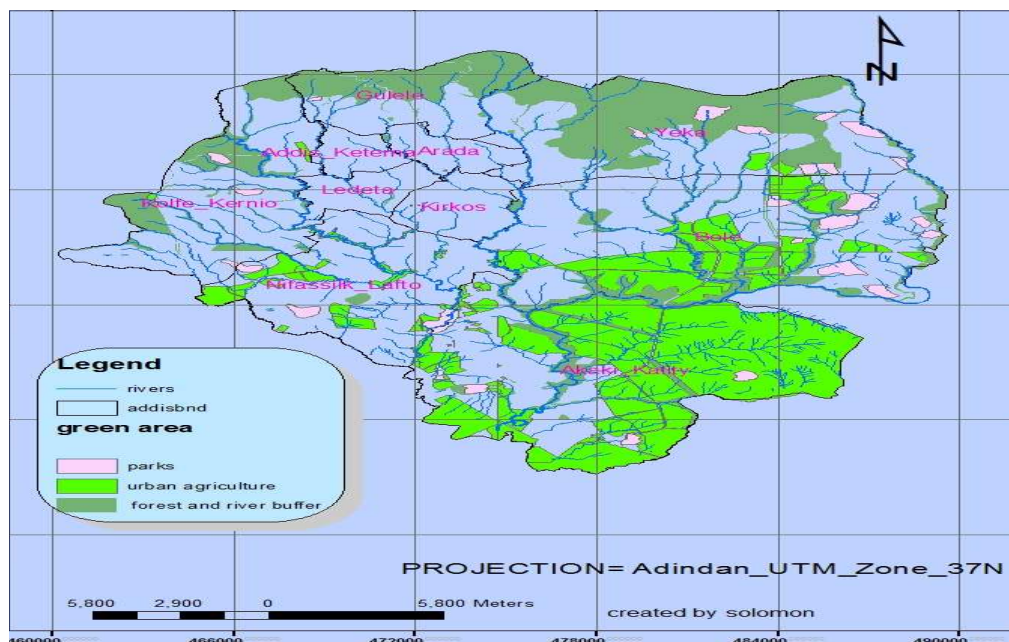 N
Gulele
Yeka
Addis_Ketema
Arada
Ledeta
Kolfe_Kernio
Kirkos
Bole
Nifassilk_Lafto
Akaki_Kality
Legend
rivers
addisbnd
green area
parks
urban agriculture
forest and river buffer
PROJECTION= Adindan_UTM_Zone_37N
5,800 2,900 0 5,800 Meters
created by solomon
460000 466000 472000 478000 484000 490000